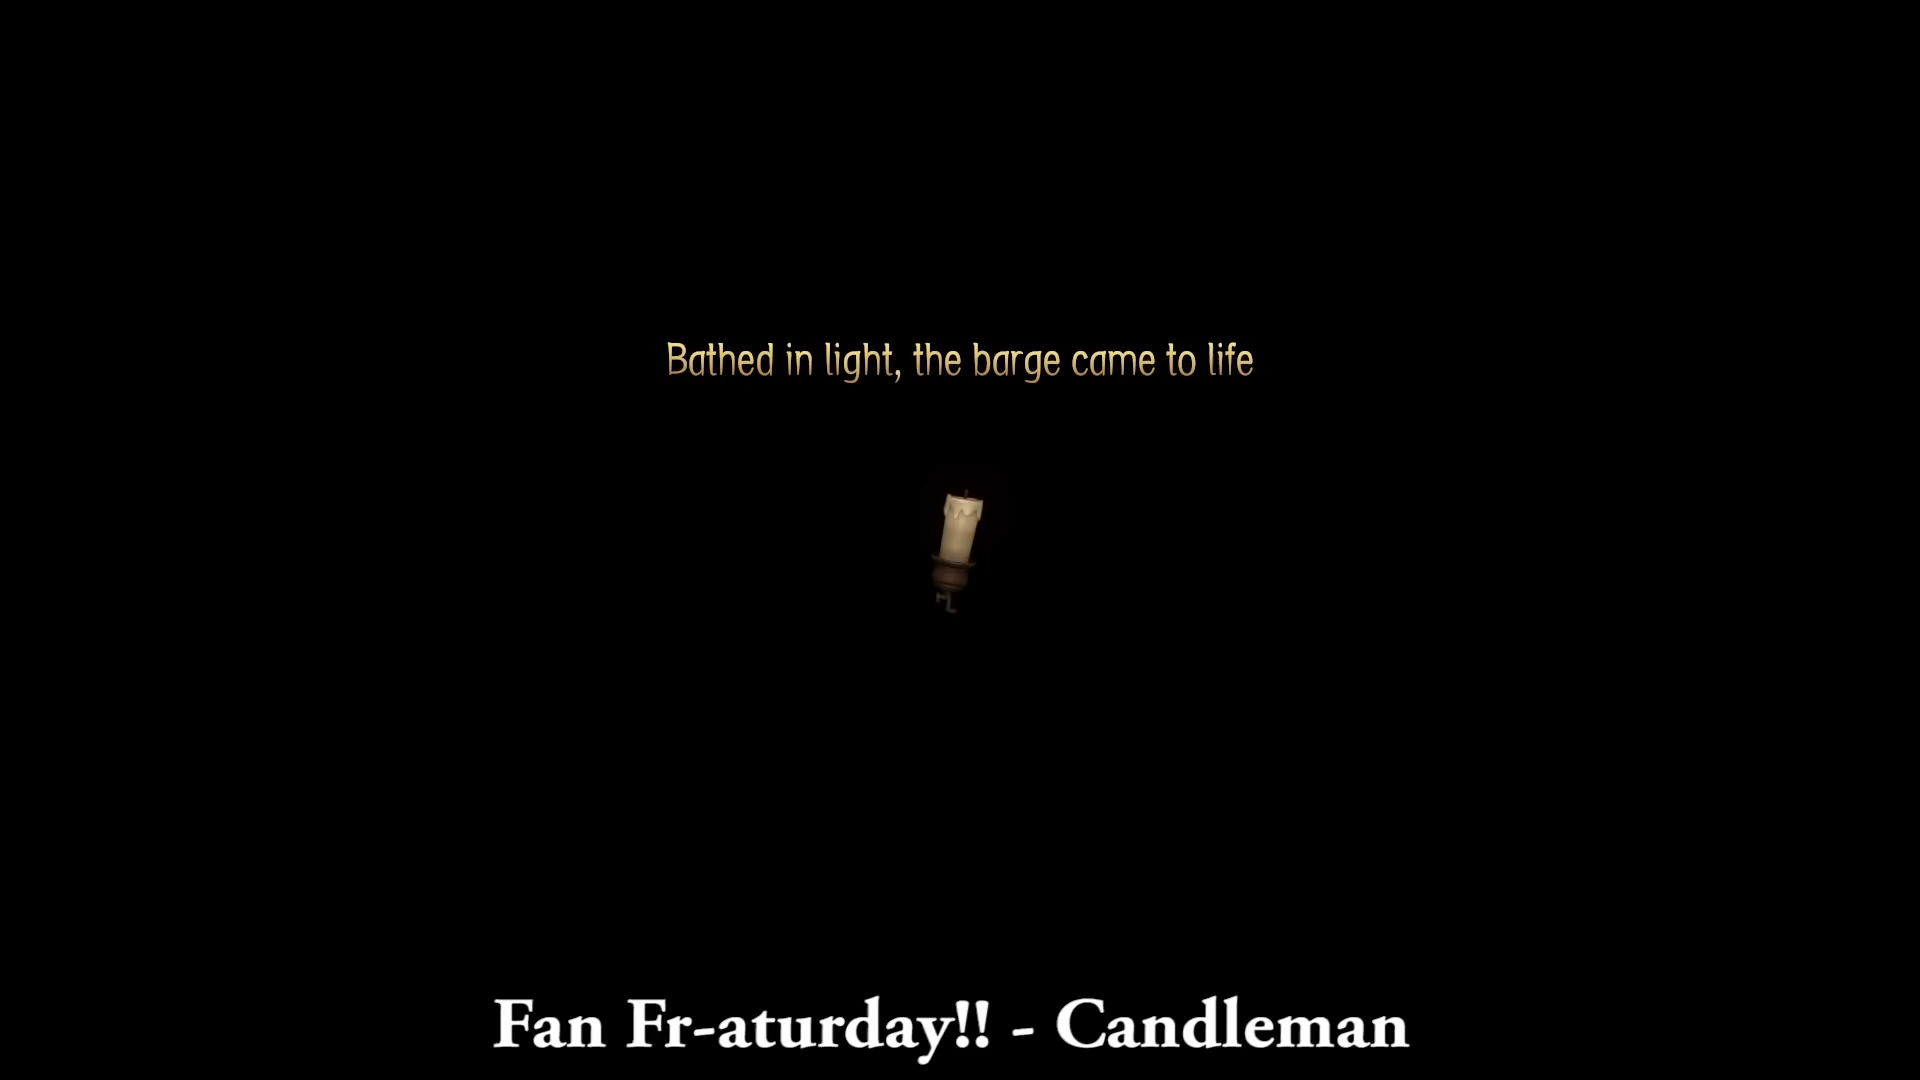 Bathed in light, the barge came to life
Fan Fr-aturday!! - Candleman